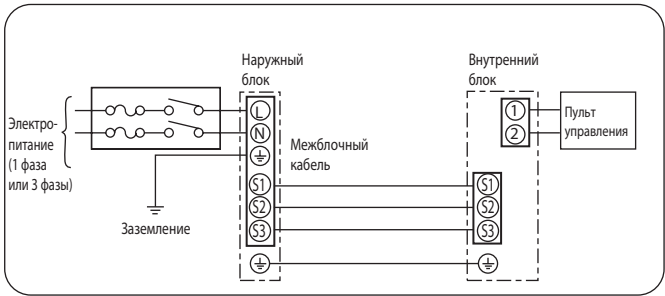 Наружный
блок
Внутренний
блок
Электро-
питание
(1 фаза
или 3 фазы)
L
N
S1
S2
S3
Заземление
Межблочный
кабель
1
2
S1
S2
S3
Пульт
управления